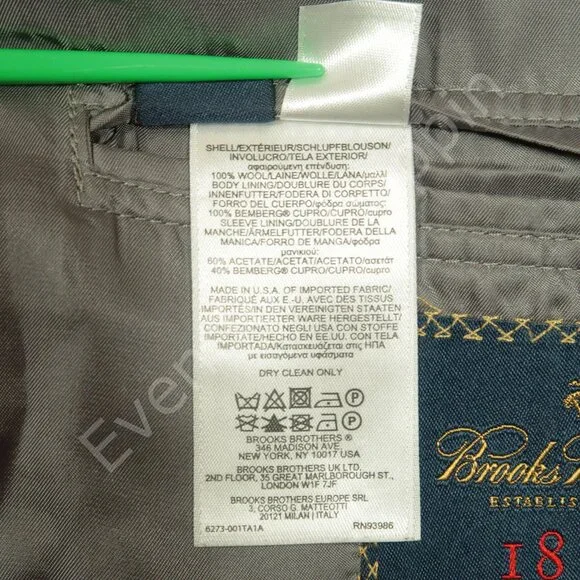 SHELL/EXTÉRIEUR/SCHLUPFBLOUSON/
INVOLUCRO/TELA EXTERIOR/
αφαιρούμενη επένδυση:
100% WOOL/LAINE/WOLLE/LANA/μαλλί
BODY LINING/DOUBLURE DU CORPS/
INNENFUTTER/FODERA DI CORPETTO/
FORRO DEL CUERPO/φόδρα σώματος:
100% BEMBERG® CUPRO/CUPRO/cupro
SLEEVE LINING/DOUBLURE DE LA
MANCHE/ÄRMELFUTTER/FODERA DELLA
MANICA/FORRO DE MANGA/φόδρα
μανικιού:
60% ACETATE/ACETAT/ACETATO/ασετάτ
40% BEMBERG® CUPRO/CUPRO/cupro
MADE IN U.S.A. OF IMPORTED FABRIC/
FABRIQUÉ AUX E.-U. AVEC DES TISSUS
IMPORTÉS/IN DEN VEREINIGTEN STAATEN
AUS IMPORTIERTER WARE HERGESTELLT/
CONFEZIONATO NEGLI USA CON STOFFE
IMPORTATE/HECHO EN EE.UU. CON TELA
IMPORTADA/Κατασκευάζεται στις ΗΠΑ
με εισαγόμενα υφάσματα
DRY CLEAN ONLY
BROOKS BROTHERS ®
346 MADISON AVE.
NEW YORK, NY 10017 USA
BROOKS BROTHERS UK LTD.
2ND FLOOR, 35 GREAT MARLBOROUGH ST.,
LONDON W1F 7JF
BROOKS BROTHERS EUROPE SRL
3, CORSO G. MATTEOTTI
20121 MILAN | ITALY
6273-001TA1A RN93986
Brooks
ESTABLIS
18